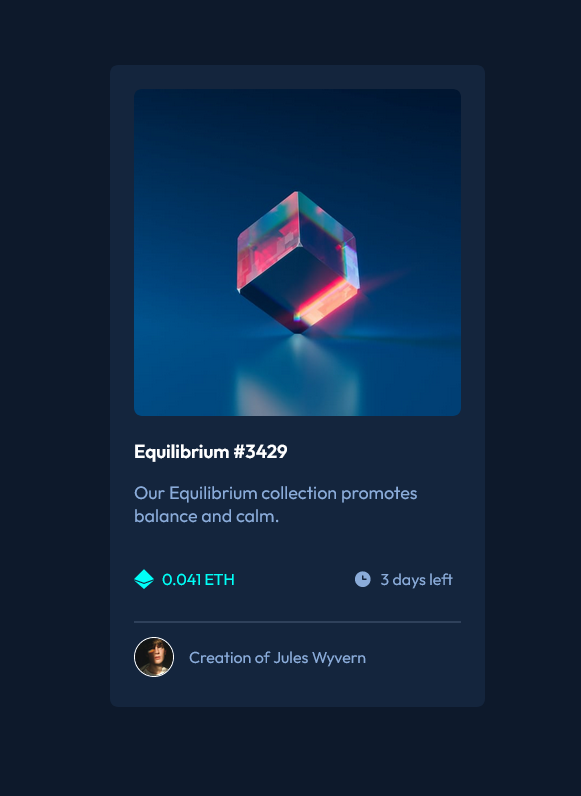 Equilibrium #3429
Our Equilibrium collection promotes
balance and calm.
0.041 ETH
3 days left
Creation of Jules Wyvern